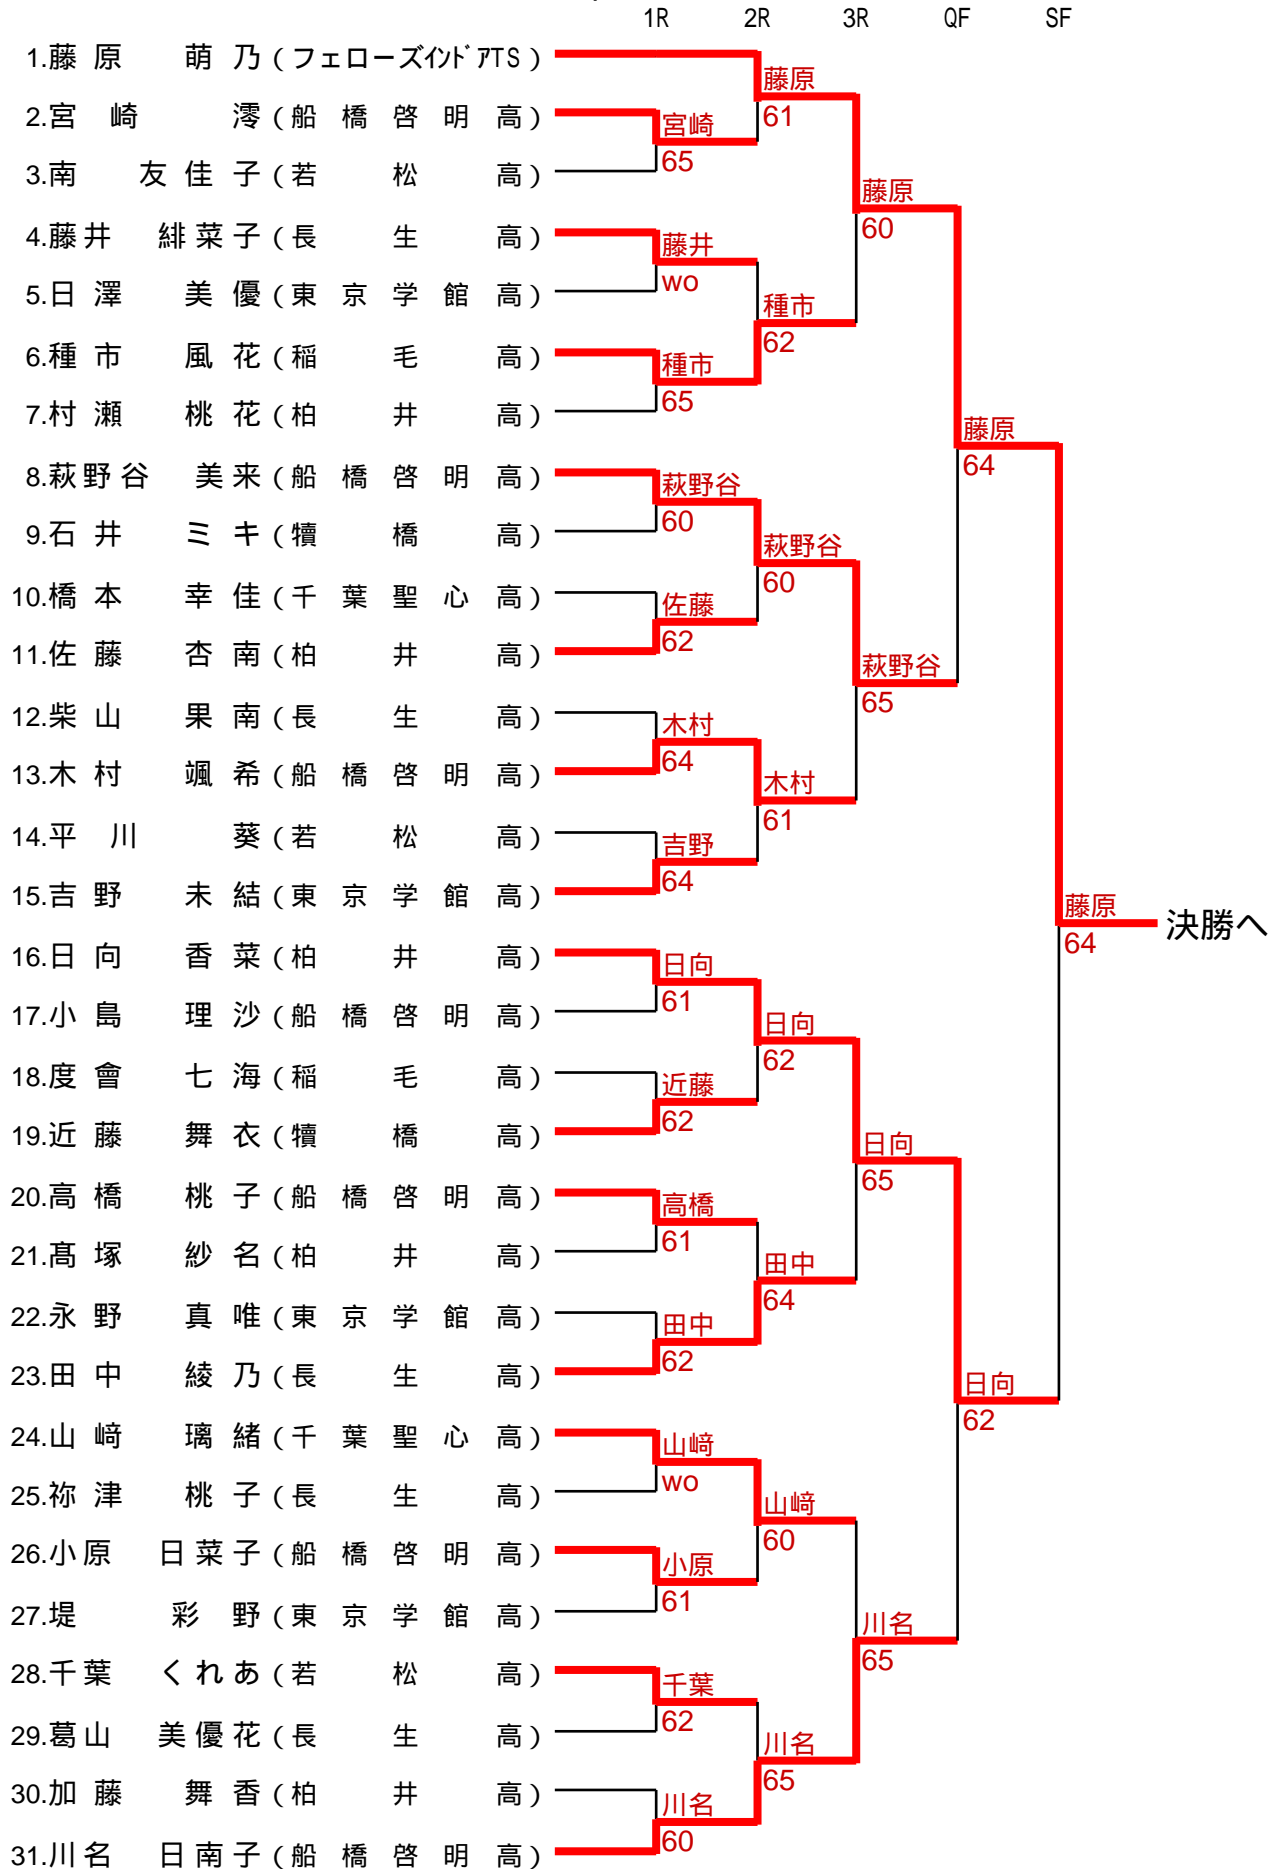 1R 2R 3R QF SF
1.藤原 萌乃(フェローズインドアTS)
藤原
2.宮崎 澪(船橋啓明高)
61
宮崎
65
3.南 友佳子(若松高)
藤原
60
4.藤井 緋菜子(長生高)
藤井
wo
5.日澤 美優(東京学館高)
種市
62
6.種市 風花(稲毛高)
種市
65
7.村瀬 桃花(柏井高)
藤原
64
8.萩野谷 美来(船橋啓明高)
萩野谷
60
9.石井 ミキ(犢橋高)
萩野谷
60
10.橋本 幸佳(千葉聖心高)
佐藤
62
11.佐藤 杏南(柏井高)
萩野谷
65
12.柴山 果南(長生高)
木村
64
13.木村 颯希(船橋啓明高)
木村
61
14.平川 葵(若松高)
吉野
64
15.吉野 未結(東京学館高)
藤原
64
決勝へ
16.日向 香菜(柏井高)
日向
61
17.小島 理沙(船橋啓明高)
日向
62
18.度會 七海(稲毛高)
近藤
62
19.近藤 舞衣(犢橋高)
日向
65
20.高橋 桃子(船橋啓明高)
高橋
61
21.髙塚 紗名(柏井高)
田中
64
22.永野 真唯(東京学館高)
田中
62
23.田中 綾乃(長生高)
日向
62
24.山﨑 璃緒(千葉聖心高)
山﨑
wo
25.祢津 桃子(長生高)
山﨑
60
26.小原 日菜子(船橋啓明高)
小原
61
27.堤 彩野(東京学館高)
川名
65
28.千葉 くれあ(若松高)
千葉
62
29.葛山 美優花(長生高)
川名
65
30.加藤 舞香(柏井高)
川名
60
31.川名 日南子(船橋啓明高)